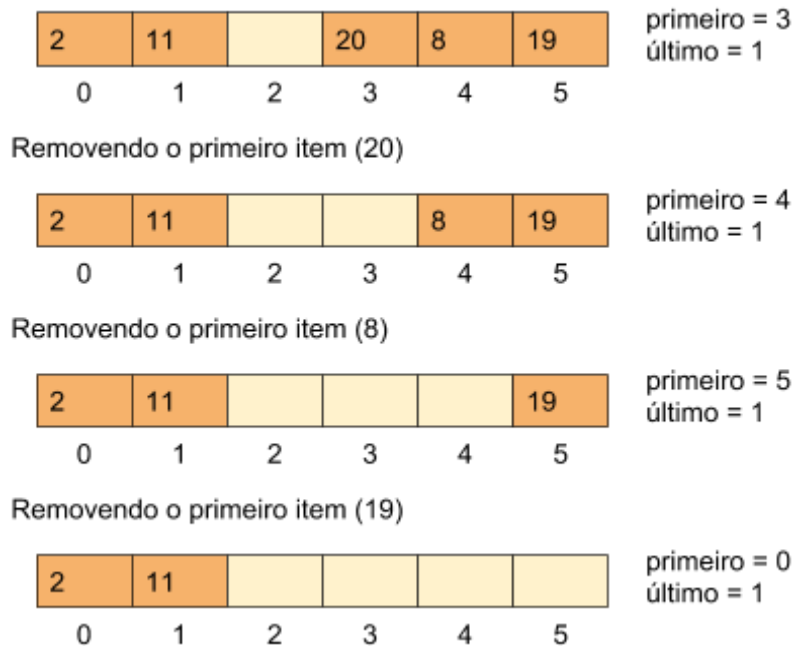 2 11 20 8 19
primeiro = 3
último = 1
0 1 2 3 4 5
Removendo o primeiro item (20)
2 11 8 19
primeiro = 4
último = 1
0 1 2 3 4 5
Removendo o primeiro item (8)
2 11 19
primeiro = 5
último = 1
0 1 2 3 4 5
Removendo o primeiro item (19)
2 11
primeiro = 0
último = 1
0 1 2 3 4 5